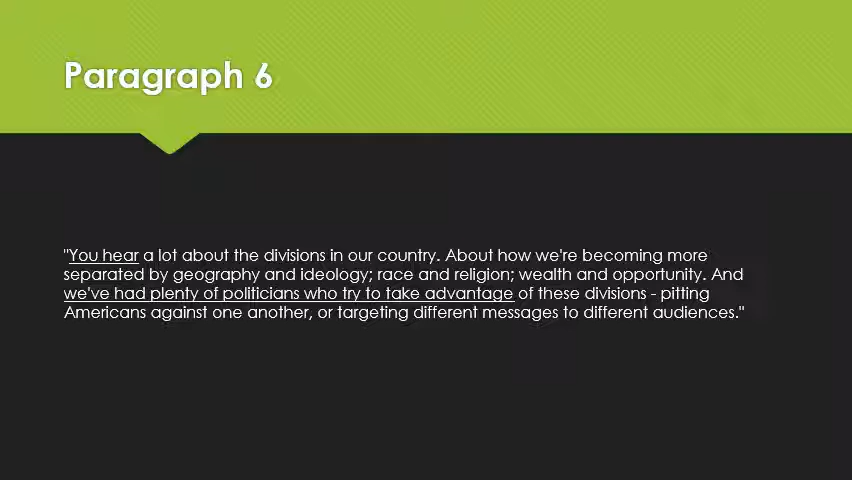 Paragraph 6
"You hear a lot about the divisions in our country. About how we're becoming more
separated by geography and ideology; race and religion; wealth and opportunity. And
we've had plenty of politicians who try to take advantage of these divisions - pitting
Americans against one another, or targeting different messages to different audiences."